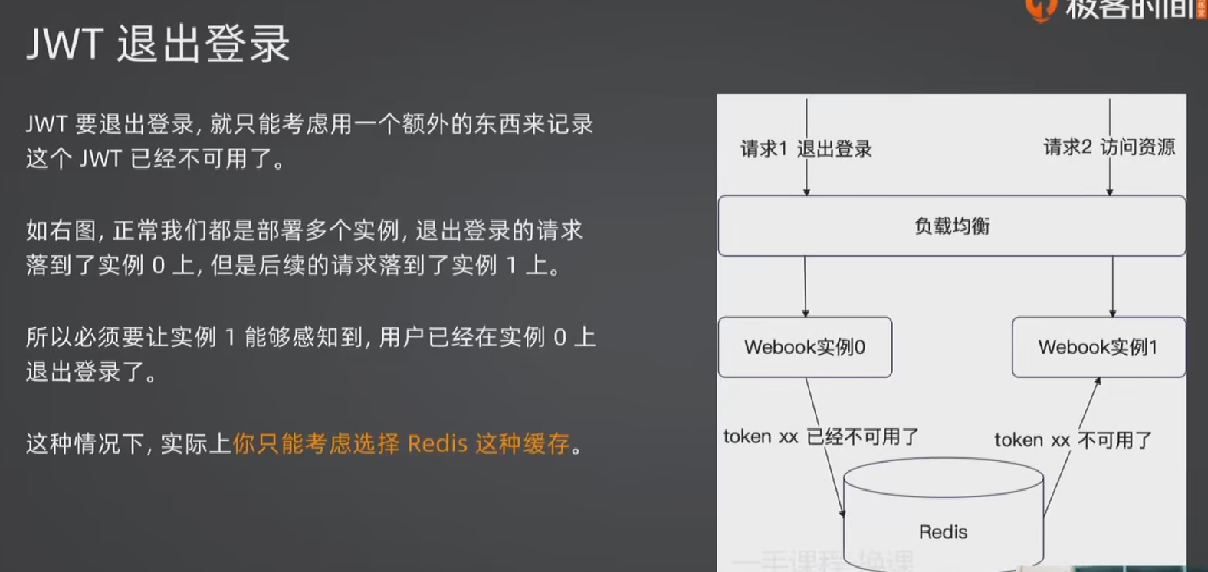 极客时间
JWT 退出登录
JWT 要退出登录, 就只能考虑用一个额外的东西来记录
这个 JWT 已经不可用了。
如右图, 正常我们都是部署多个实例, 退出登录的请求
落到了实例 0 上, 但是后续的请求落到了实例 1 上。
所以必须要让实例 1 能够感知到, 用户已经在实例 0 上
退出登录了。
这种情况下, 实际上你只能考虑选择 Redis 这种缓存。
请求1 退出登录
请求2 访问资源
负载均衡
Webook实例0
Webook实例1
token xx 已经不可用了
token xx 不可用了
Redis